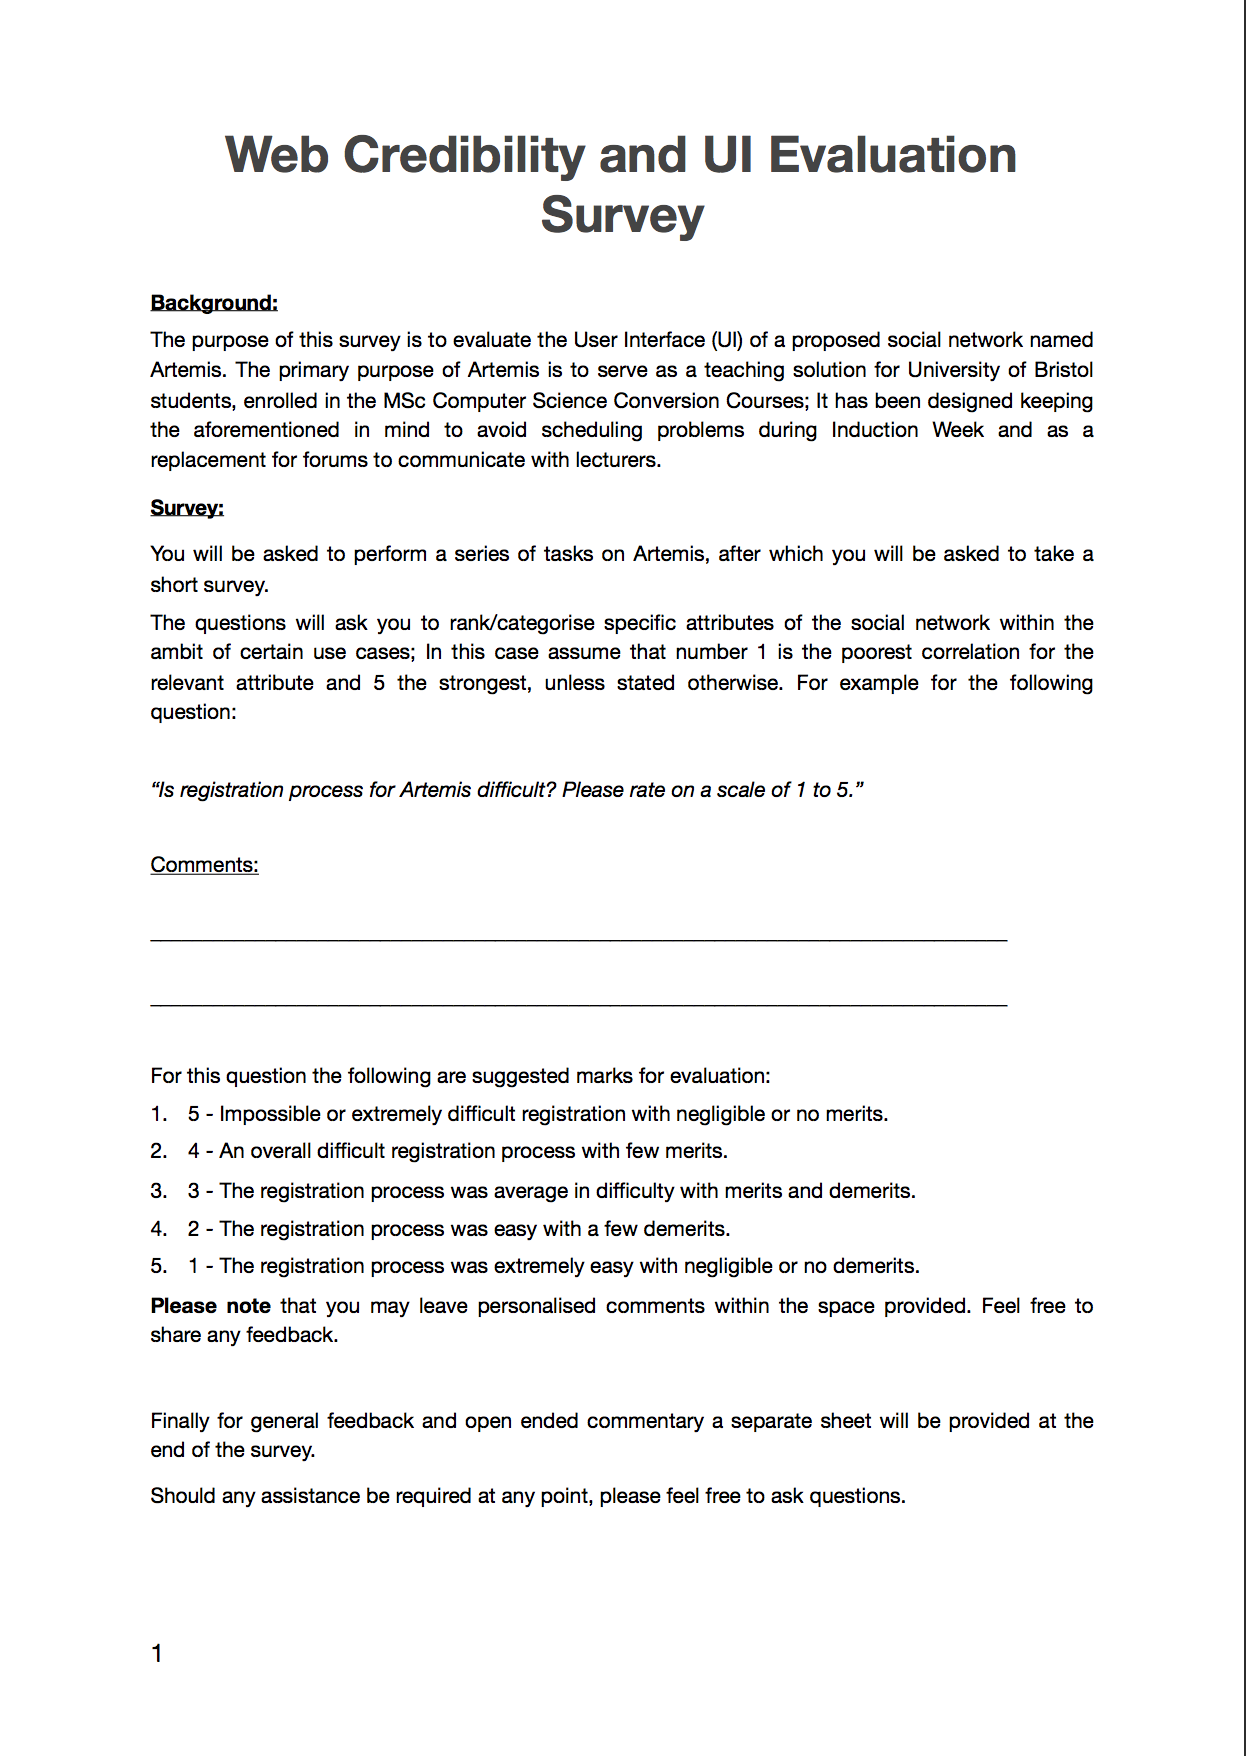 Web Credibility and UI Evaluation
Survey
Background:
The purpose of this survey is to evaluate the User Interface (UI) of a proposed social network named
Artemis. The primary purpose of Artemis is to serve as a teaching solution for University of Bristol
students, enrolled in the MSc Computer Science Conversion Courses; It has been designed keeping
the aforementioned in mind to avoid scheduling problems during Induction Week and as a
replacement for forums to communicate with lecturers.
Survey:
You will be asked to perform a series of tasks on Artemis, after which you will be asked to take a
short survey.
The questions will ask you to rank/categorise specific attributes of the social network within the
ambit of certain use cases; In this case assume that number 1 is the poorest correlation for the
relevant attribute and 5 the strongest, unless stated otherwise. For example for the following
question:
“Is registration process for Artemis difficult? Please rate on a scale of 1 to 5.”
Comments:
For this question the following are suggested marks for evaluation:
1. 5 - Impossible or extremely difficult registration with negligible or no merits.
2. 4 - An overall difficult registration process with few merits.
3. 3 - The registration process was average in difficulty with merits and demerits.
4. 2 - The registration process was easy with a few demerits.
5. 1 - The registration process was extremely easy with negligible or no demerits.
Please note that you may leave personalised comments within the space provided. Feel free to
share any feedback.
Finally for general feedback and open ended commentary a separate sheet will be provided at the
end of the survey.
Should any assistance be required at any point, please feel free to ask questions.
1